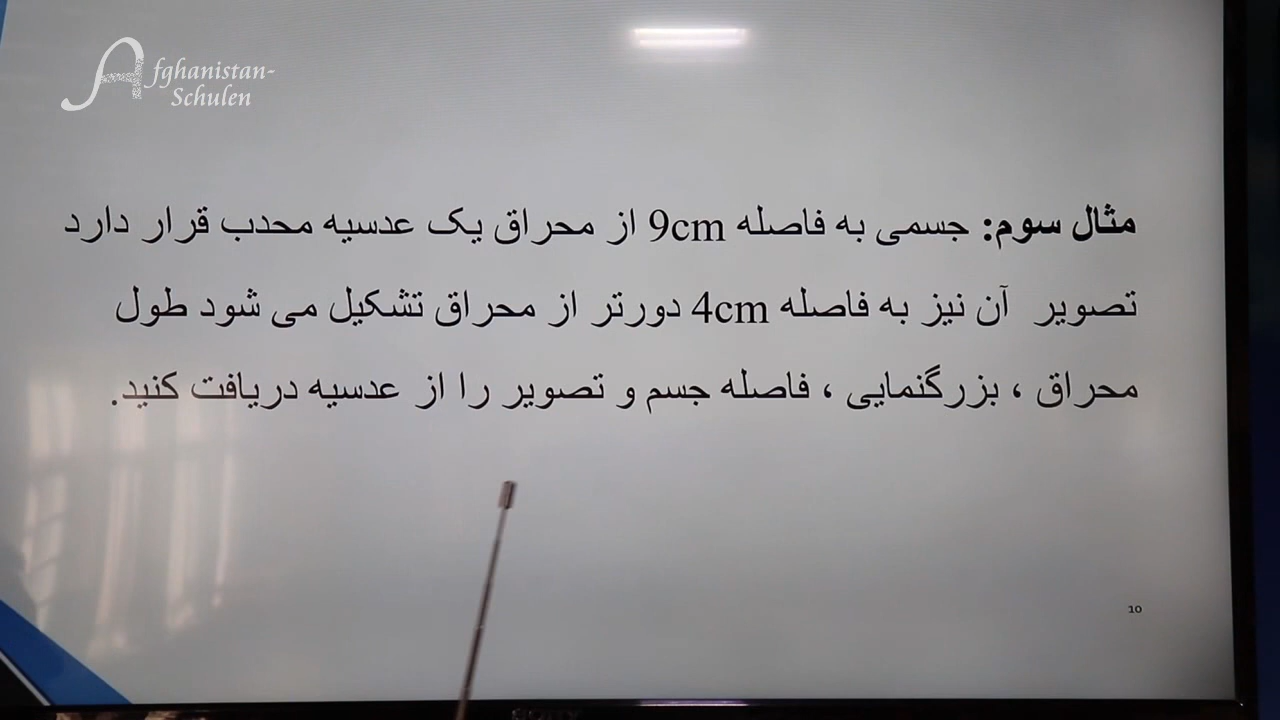 Afghanistan-
Schulen
مثال سوم: جسمی به فاصله 9cm از محراق یک عدسیه محدب قرار دارد
تصویر آن نیز به فاصله 4cm دورتر از محراق تشکیل می شود طول
محراق ، بزرگنمایی ، فاصله جسم و تصویر را از عدسیه دریافت کنید.
10